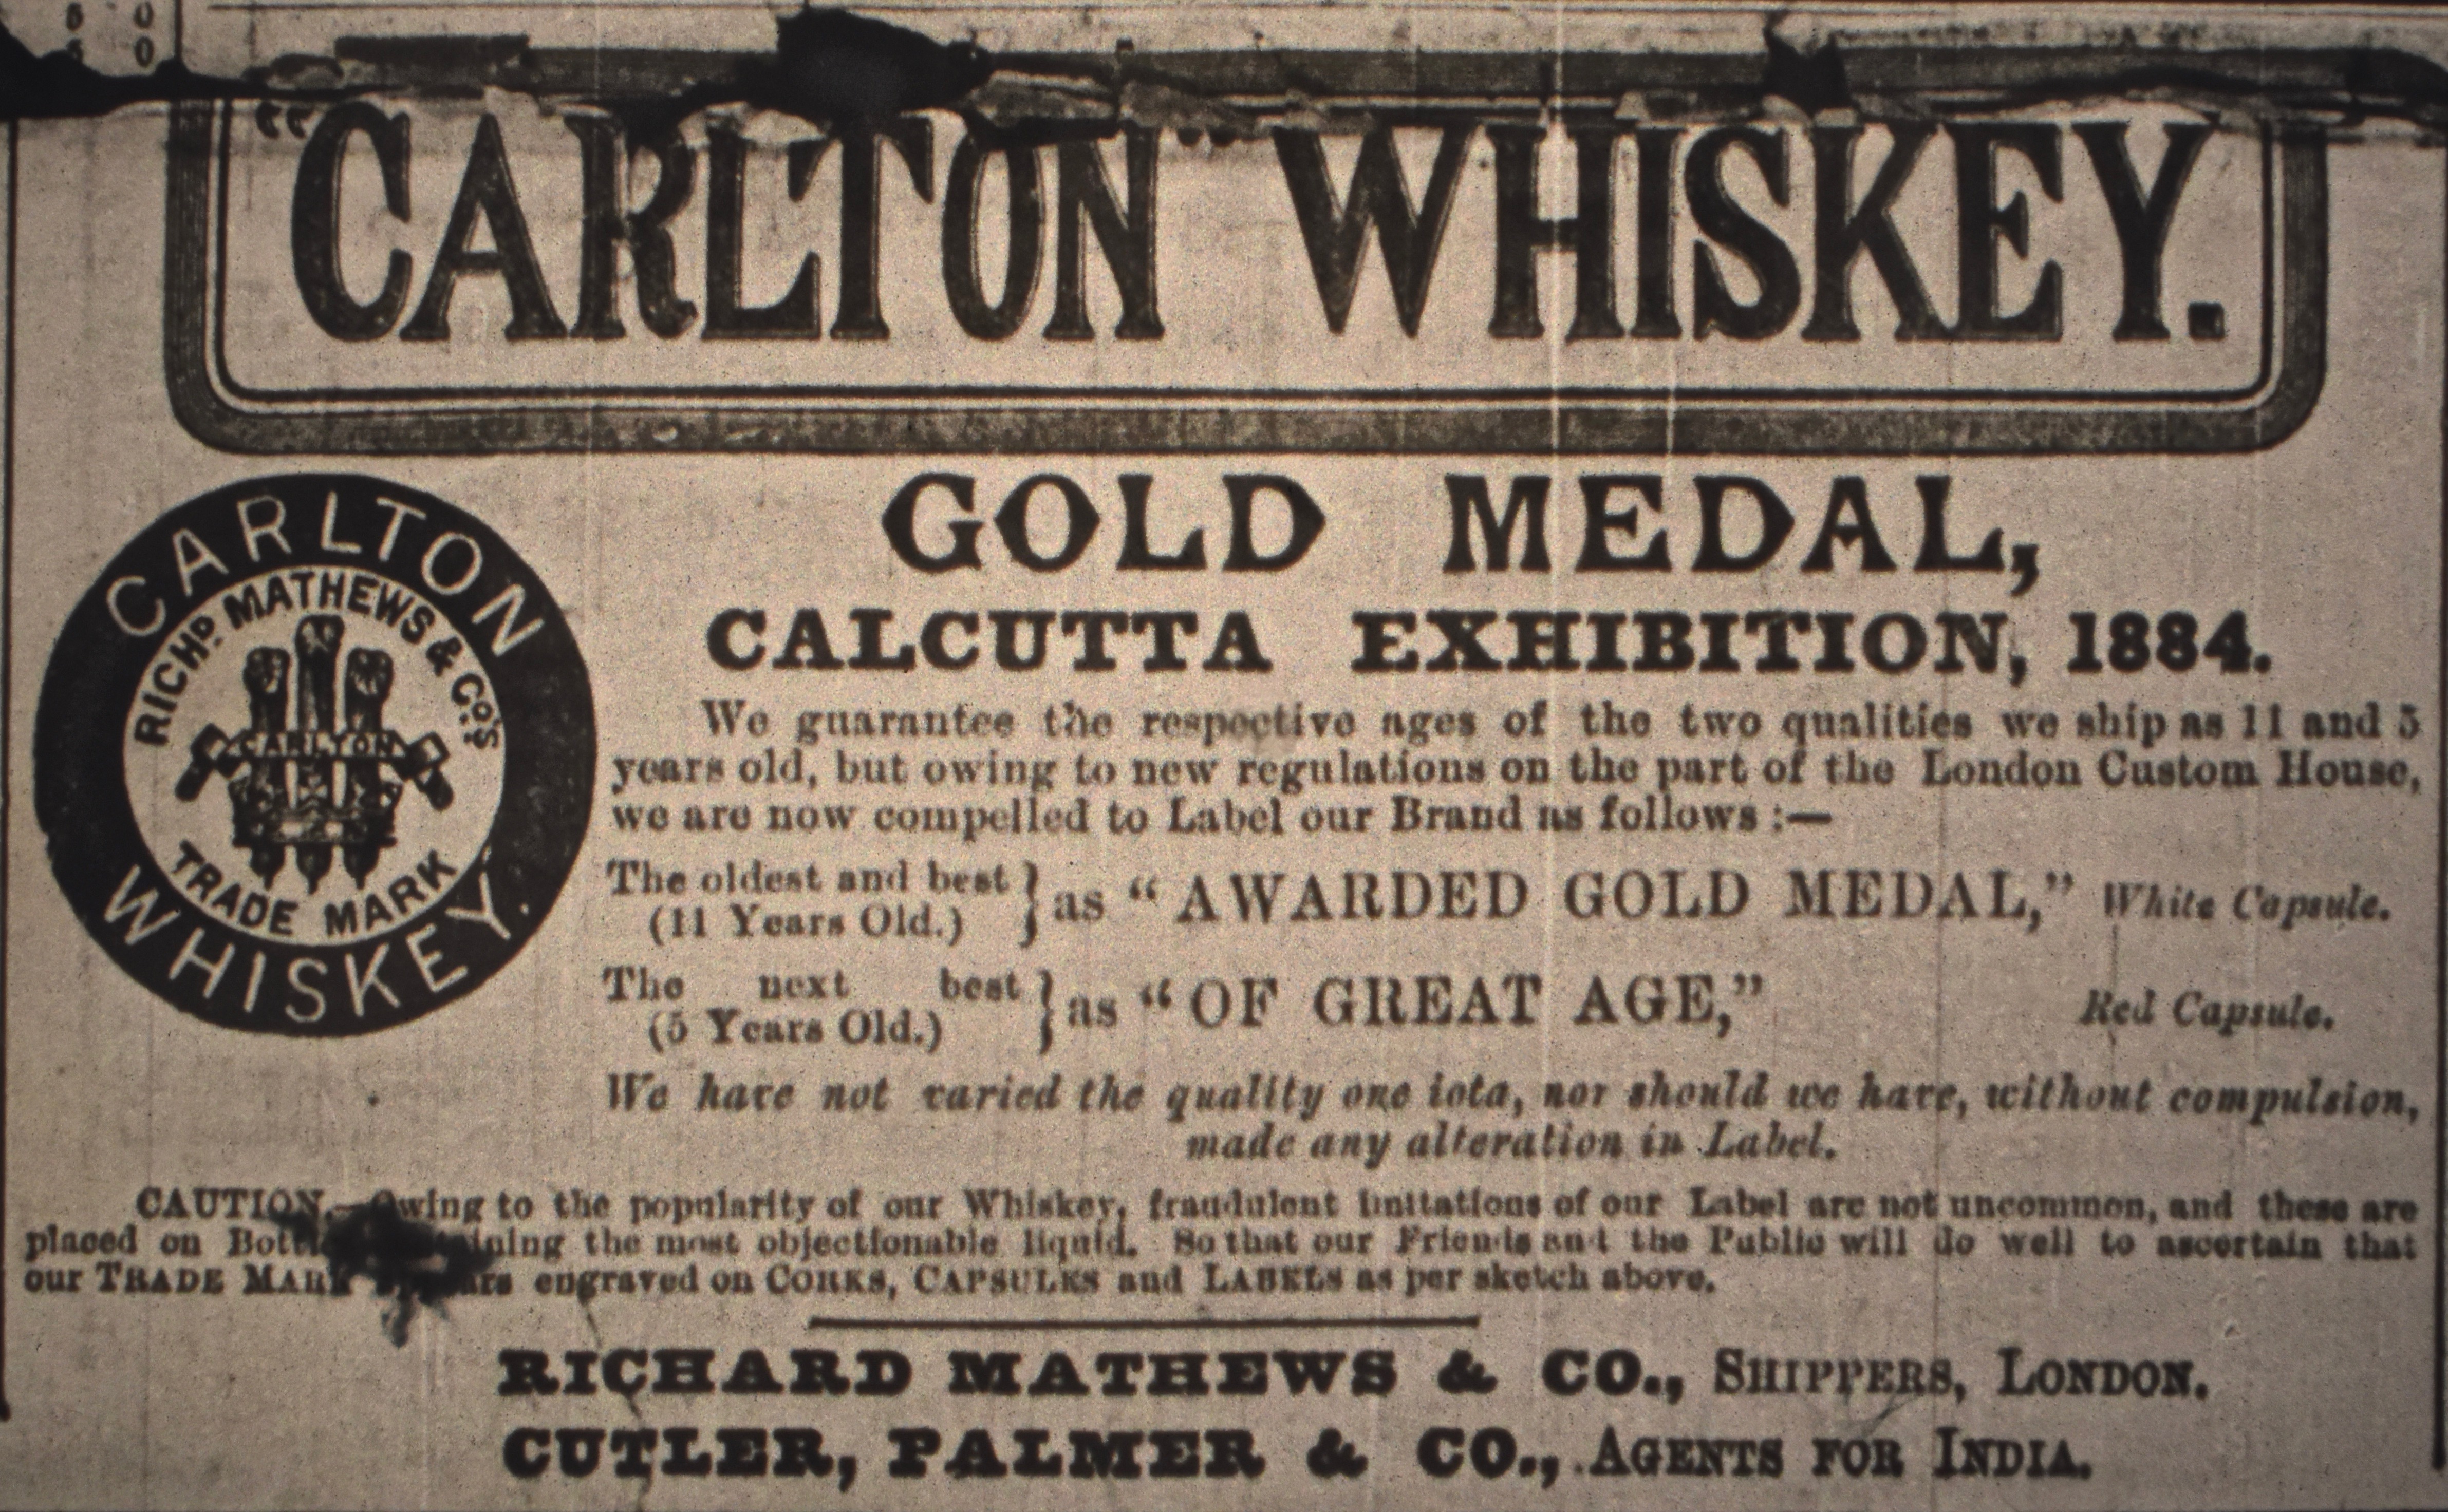 5 0
5 0
“CARLTON” WHISKEY.
CARLTON
RICHD. MATHEWS & CO'S
CARLTON
TRADE MARK
WHISKEY.
GOLD MEDAL,
CALCUTTA EXHIBITION, 1884.
We guarantee the respective ages of the two qualities we ship as 11 and 5
years old, but owing to new regulations on the part of the London Custom House,
we are now compelled to Label our Brand as follows :—
The oldest and best } as “AWARDED GOLD MEDAL,” White Capsule.
(11 Years Old.)
The next best } as “OF GREAT AGE,” Red Capsule.
(5 Years Old.)
We have not varied the quality one iota, nor should we have, without compulsion,
made any alteration in Label.
CAUTION.—Owing to the popularity of our Whiskey, fraudulent imitations of our Label are not uncommon, and these are
placed on the most objectionable liquid. So that our Friends and the Public will do well to ascertain that
our TRADE MARK engraved on CORKS, CAPSULES and LABELS as per sketch above.
RICHARD MATHEWS & CO., SHIPPERS, LONDON.
CUTLER, PALMER & CO., AGENTS FOR INDIA.